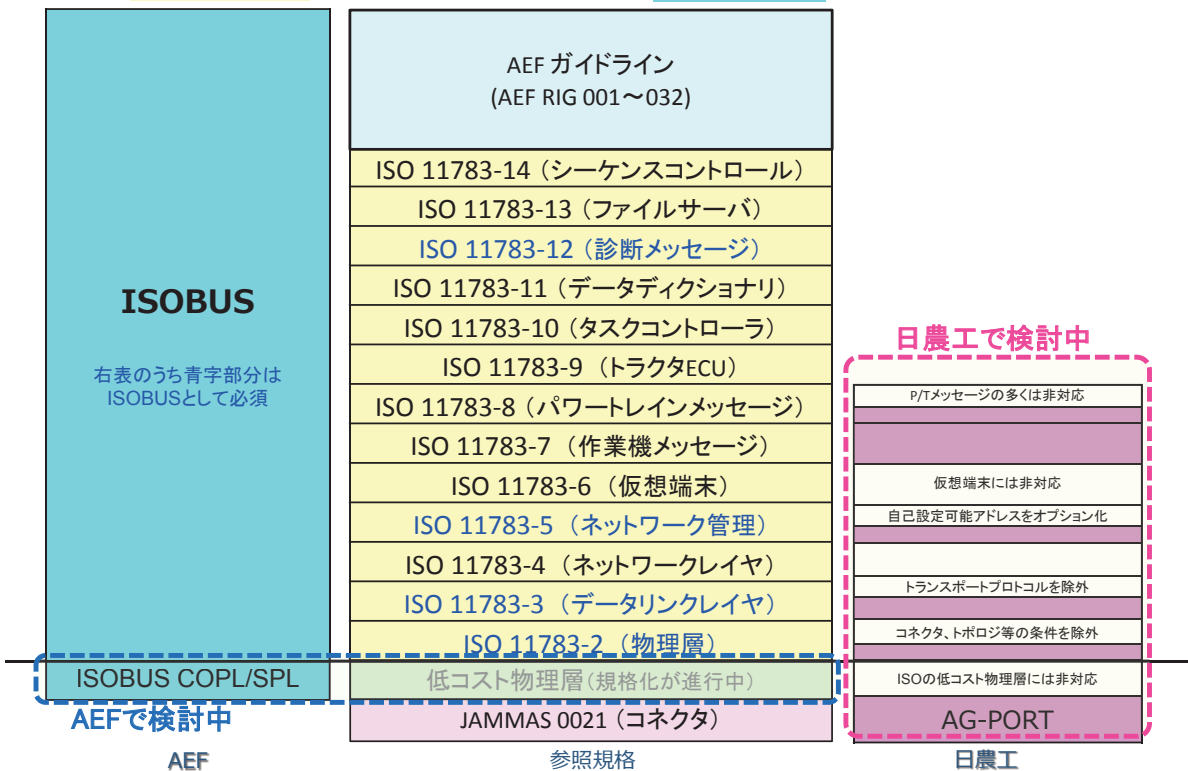 AEF ガイドライン
(AEF RIG 001～032)
ISO 11783-14（シーケンスコントロール）
ISO 11783-13（ファイルサーバ）
ISO 11783-12（診断メッセージ）
ISO 11783-11（データディクショナリ）
ISO 11783-10（タスクコントローラ）
ISO 11783-9 （トラクタECU）
ISO 11783-8（パワートレインメッセージ）
ISO 11783-7 （作業機メッセージ）
ISO 11783-6 （仮想端末）
ISO 11783-5（ネットワーク管理）
ISO 11783-4 （ネットワークレイヤ）
ISO 11783-3 （データリンクレイヤ）
ISO 11783-2 （物理層）
低コスト物理層(規格化が進行中)
JAMMAS 0021（コネクタ）
参照規格
ISOBUS
右表のうち青字部分は
ISOBUSとして必須
ISOBUS COPL/SPL
AEFで検討中
AEF
日農工で検討中
P/Tメッセージの多くは非対応
仮想端末には非対応
自己設定可能アドレスをオプション化
トランスポートプロトコルを除外
コネクタ、トポロジ等の条件を除外
ISOの低コスト物理層には非対応
AG-PORT
日農工